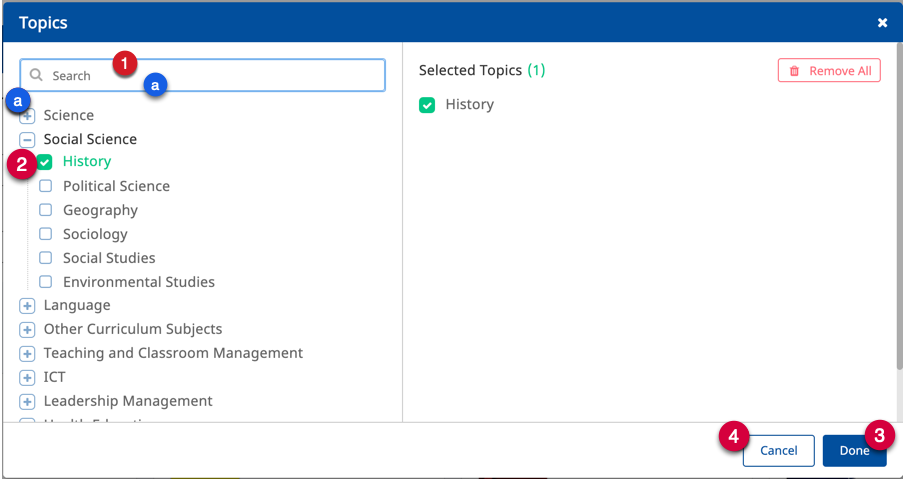 Topics
Search
1
a
a
Science
Social Science
2
History
Political Science
Geography
Sociology
Social Studies
Environmental Studies
Language
Other Curriculum Subjects
Teaching and Classroom Management
ICT
Leadership Management
Selected Topics (1)
Remove All
History
4
Cancel
3
Done